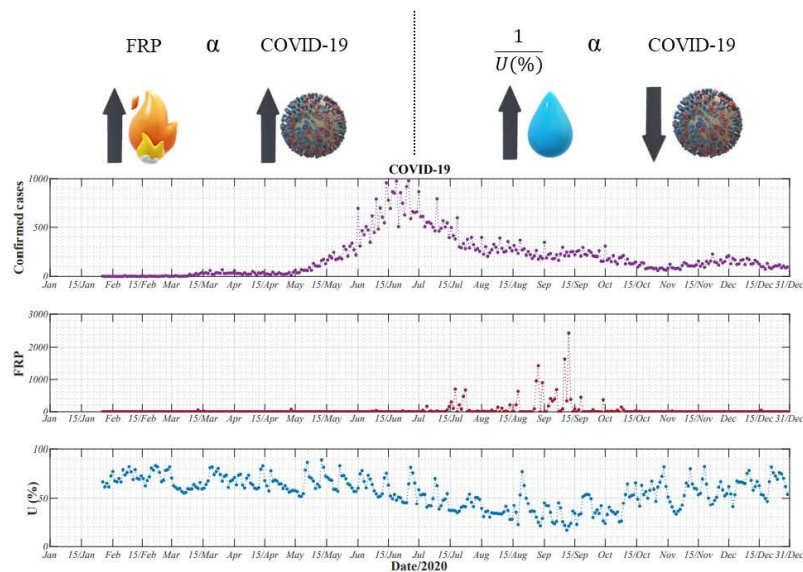 FRP α COVID-19
1/U(%) α COVID-19
COVID-19
Confirmed cases
1000
500
0
Jan 15/Jan Feb 15/Feb Mar 15/Mar Apr 15/Apr May 15/May Jun 15/Jun Jul 15/Jul Aug 15/Aug Sep 15/Sep Oct 15/Oct Nov 15/Nov Dec 15/Dec 31/Dec
FRP
3000
2000
1000
0
Jan 15/Jan Feb 15/Feb Mar 15/Mar Apr 15/Apr May 15/May Jun 15/Jun Jul 15/Jul Aug 15/Aug Sep 15/Sep Oct 15/Oct Nov 15/Nov Dec 15/Dec 31/Dec
U (%)
100
50
0
Jan 15/Jan Feb 15/Feb Mar 15/Mar Apr 15/Apr May 15/May Jun 15/Jun Jul 15/Jul Aug 15/Aug Sep 15/Sep Oct 15/Oct Nov 15/Nov Dec 15/Dec 31/Dec
Date/2020